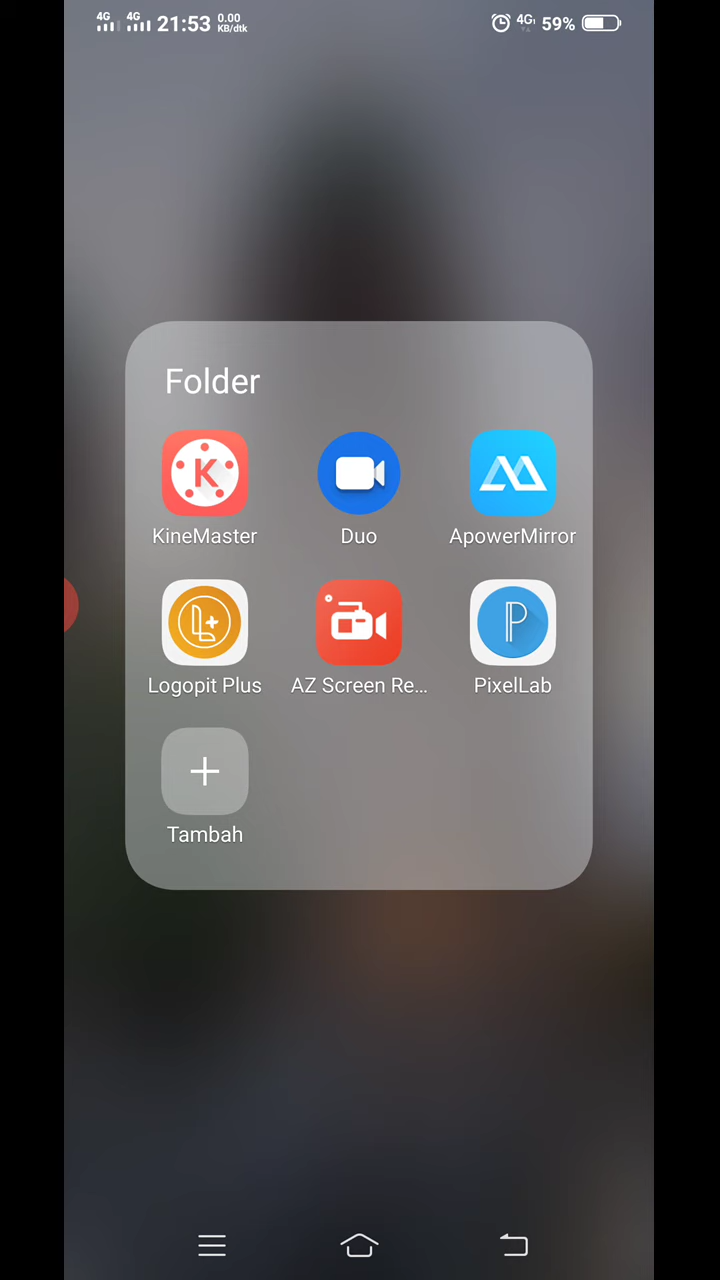 4G 4G 21:53 0.00 KB/dtk 4G 59%
Folder
KineMaster Duo ApowerMirror
Logopit Plus AZ Screen Re... PixelLab
Tambah